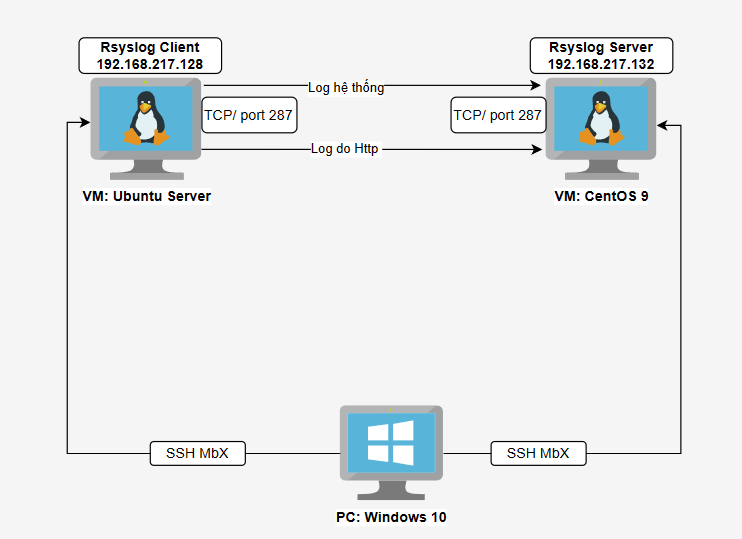 Rsyslog Client
192.168.217.128
Rsyslog Server
192.168.217.132
Log hệ thống
TCP/ port 287
TCP/ port 287
Log do Http
VM: Ubuntu Server
VM: CentOS 9
SSH MbX
SSH MbX
PC: Windows 10